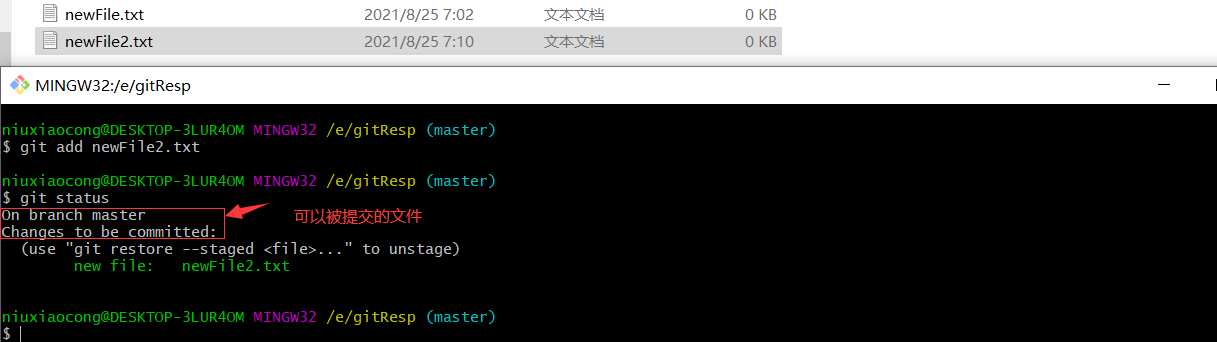 newFile.txt 2021/8/25 7:02 文本文档 0 KB
newFile2.txt 2021/8/25 7:10 文本文档 0 KB
MINGW32:/e/gitResp
niuxiaocong@DESKTOP-3LUR4OM MINGW32 /e/gitResp (master)
$ git add newFile2.txt
niuxiaocong@DESKTOP-3LUR4OM MINGW32 /e/gitResp (master)
$ git status
On branch master
可以被提交的文件
Changes to be committed:
(use "git restore --staged <file>..." to unstage)
new file: newFile2.txt
niuxiaocong@DESKTOP-3LUR4OM MINGW32 /e/gitResp (master)
$